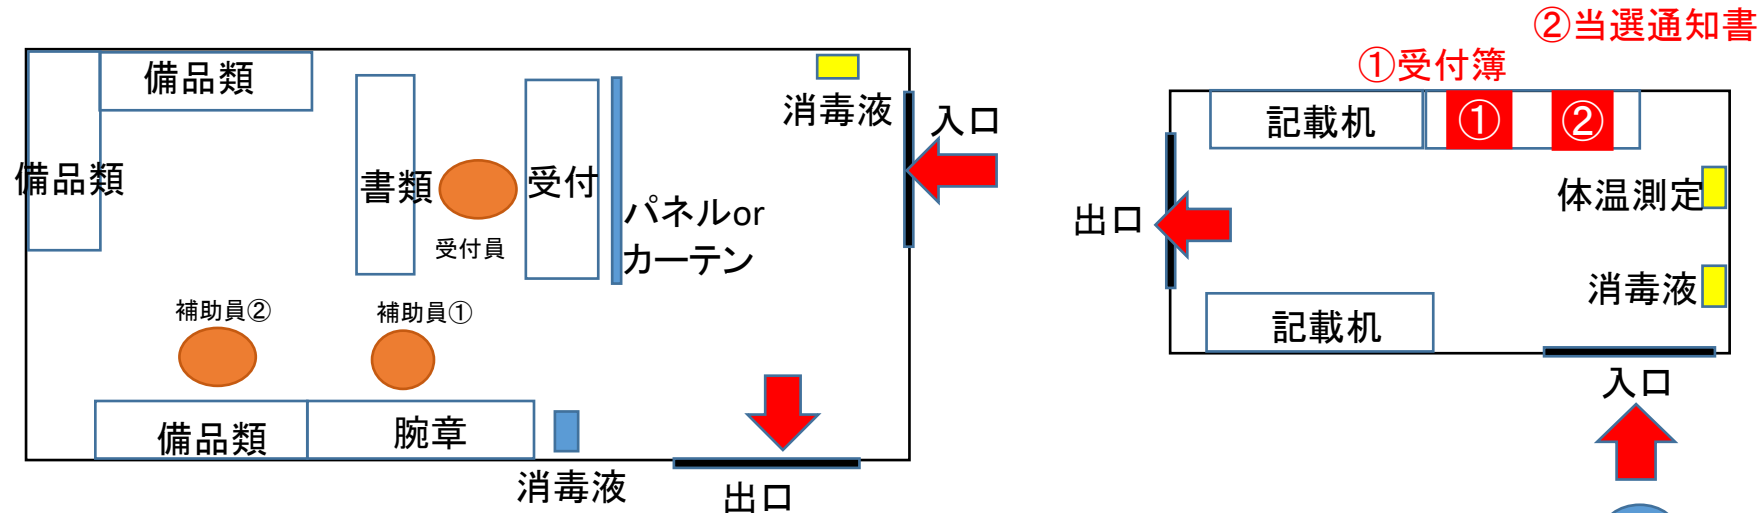 備品類
備品類
書類
受付
受付員
パネルor
カーテン
消毒液
入口
補助員②
補助員①
備品類
腕章
消毒液
出口
②当選通知書
①受付簿
記載机
①
②
体温測定
出口
消毒液
記載机
入口